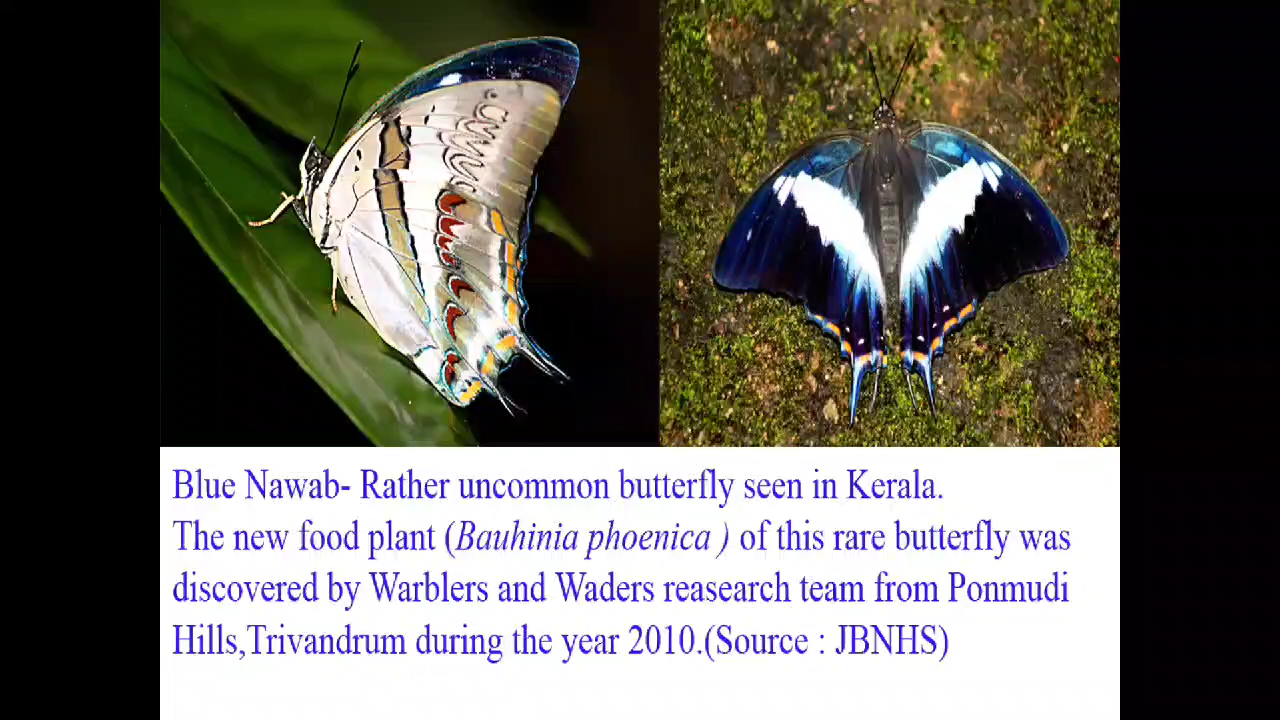 Blue Nawab- Rather uncommon butterfly seen in Kerala.
The new food plant (Bauhinia phoenica ) of this rare butterfly was
discovered by Warblers and Waders reasearch team from Ponmudi
Hills,Trivandrum during the year 2010.(Source : JBNHS)